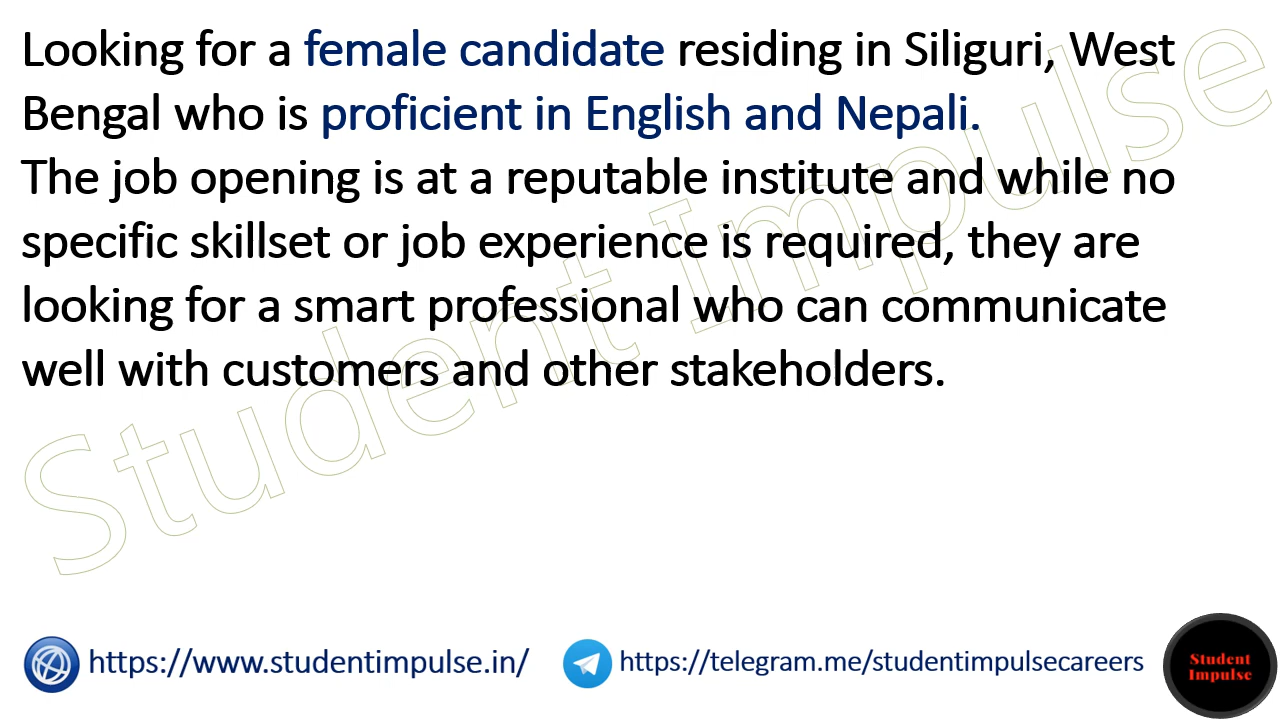 Looking for a female candidate residing in Siliguri, West
Bengal who is proficient in English and Nepali.
The job opening is at a reputable institute and while no
specific skillset or job experience is required, they are
looking for a smart professional who can communicate
well with customers and other stakeholders.
Student Impulse
https://www.studentimpulse.in/
https://telegram.me/studentimpulsecareers
Student
Impulse